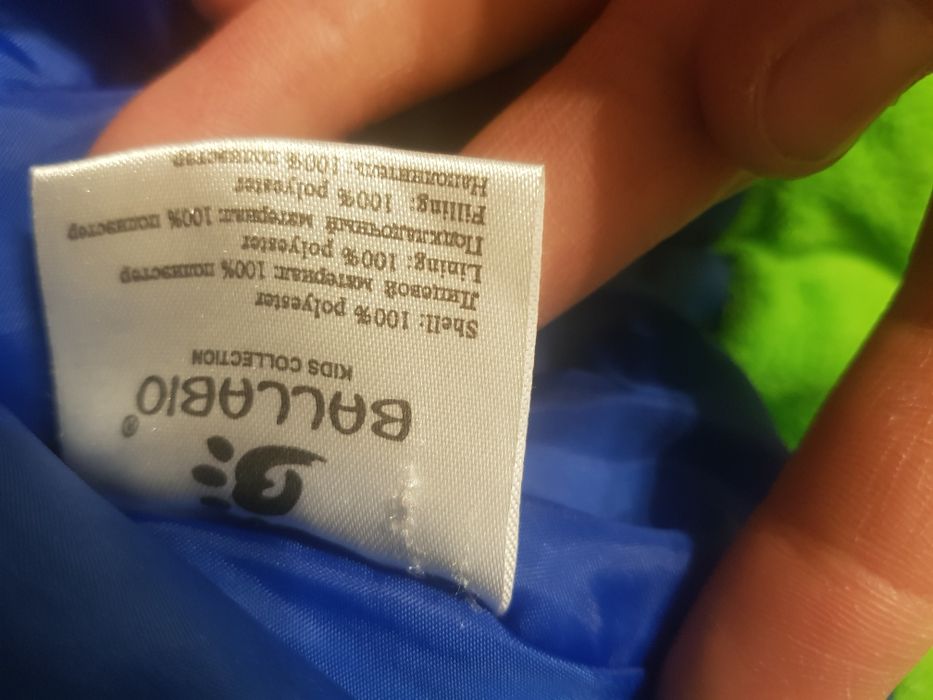 BALLABIO®
KIDS COLLECTION
Shell: 100% polyester
Лицевой материал: 100% полиэстер
Lining: 100% polyester
Подкладочный материал: 100% полиэстер
Filling: 100% polyester
Наполнитель: 100% полиэстер